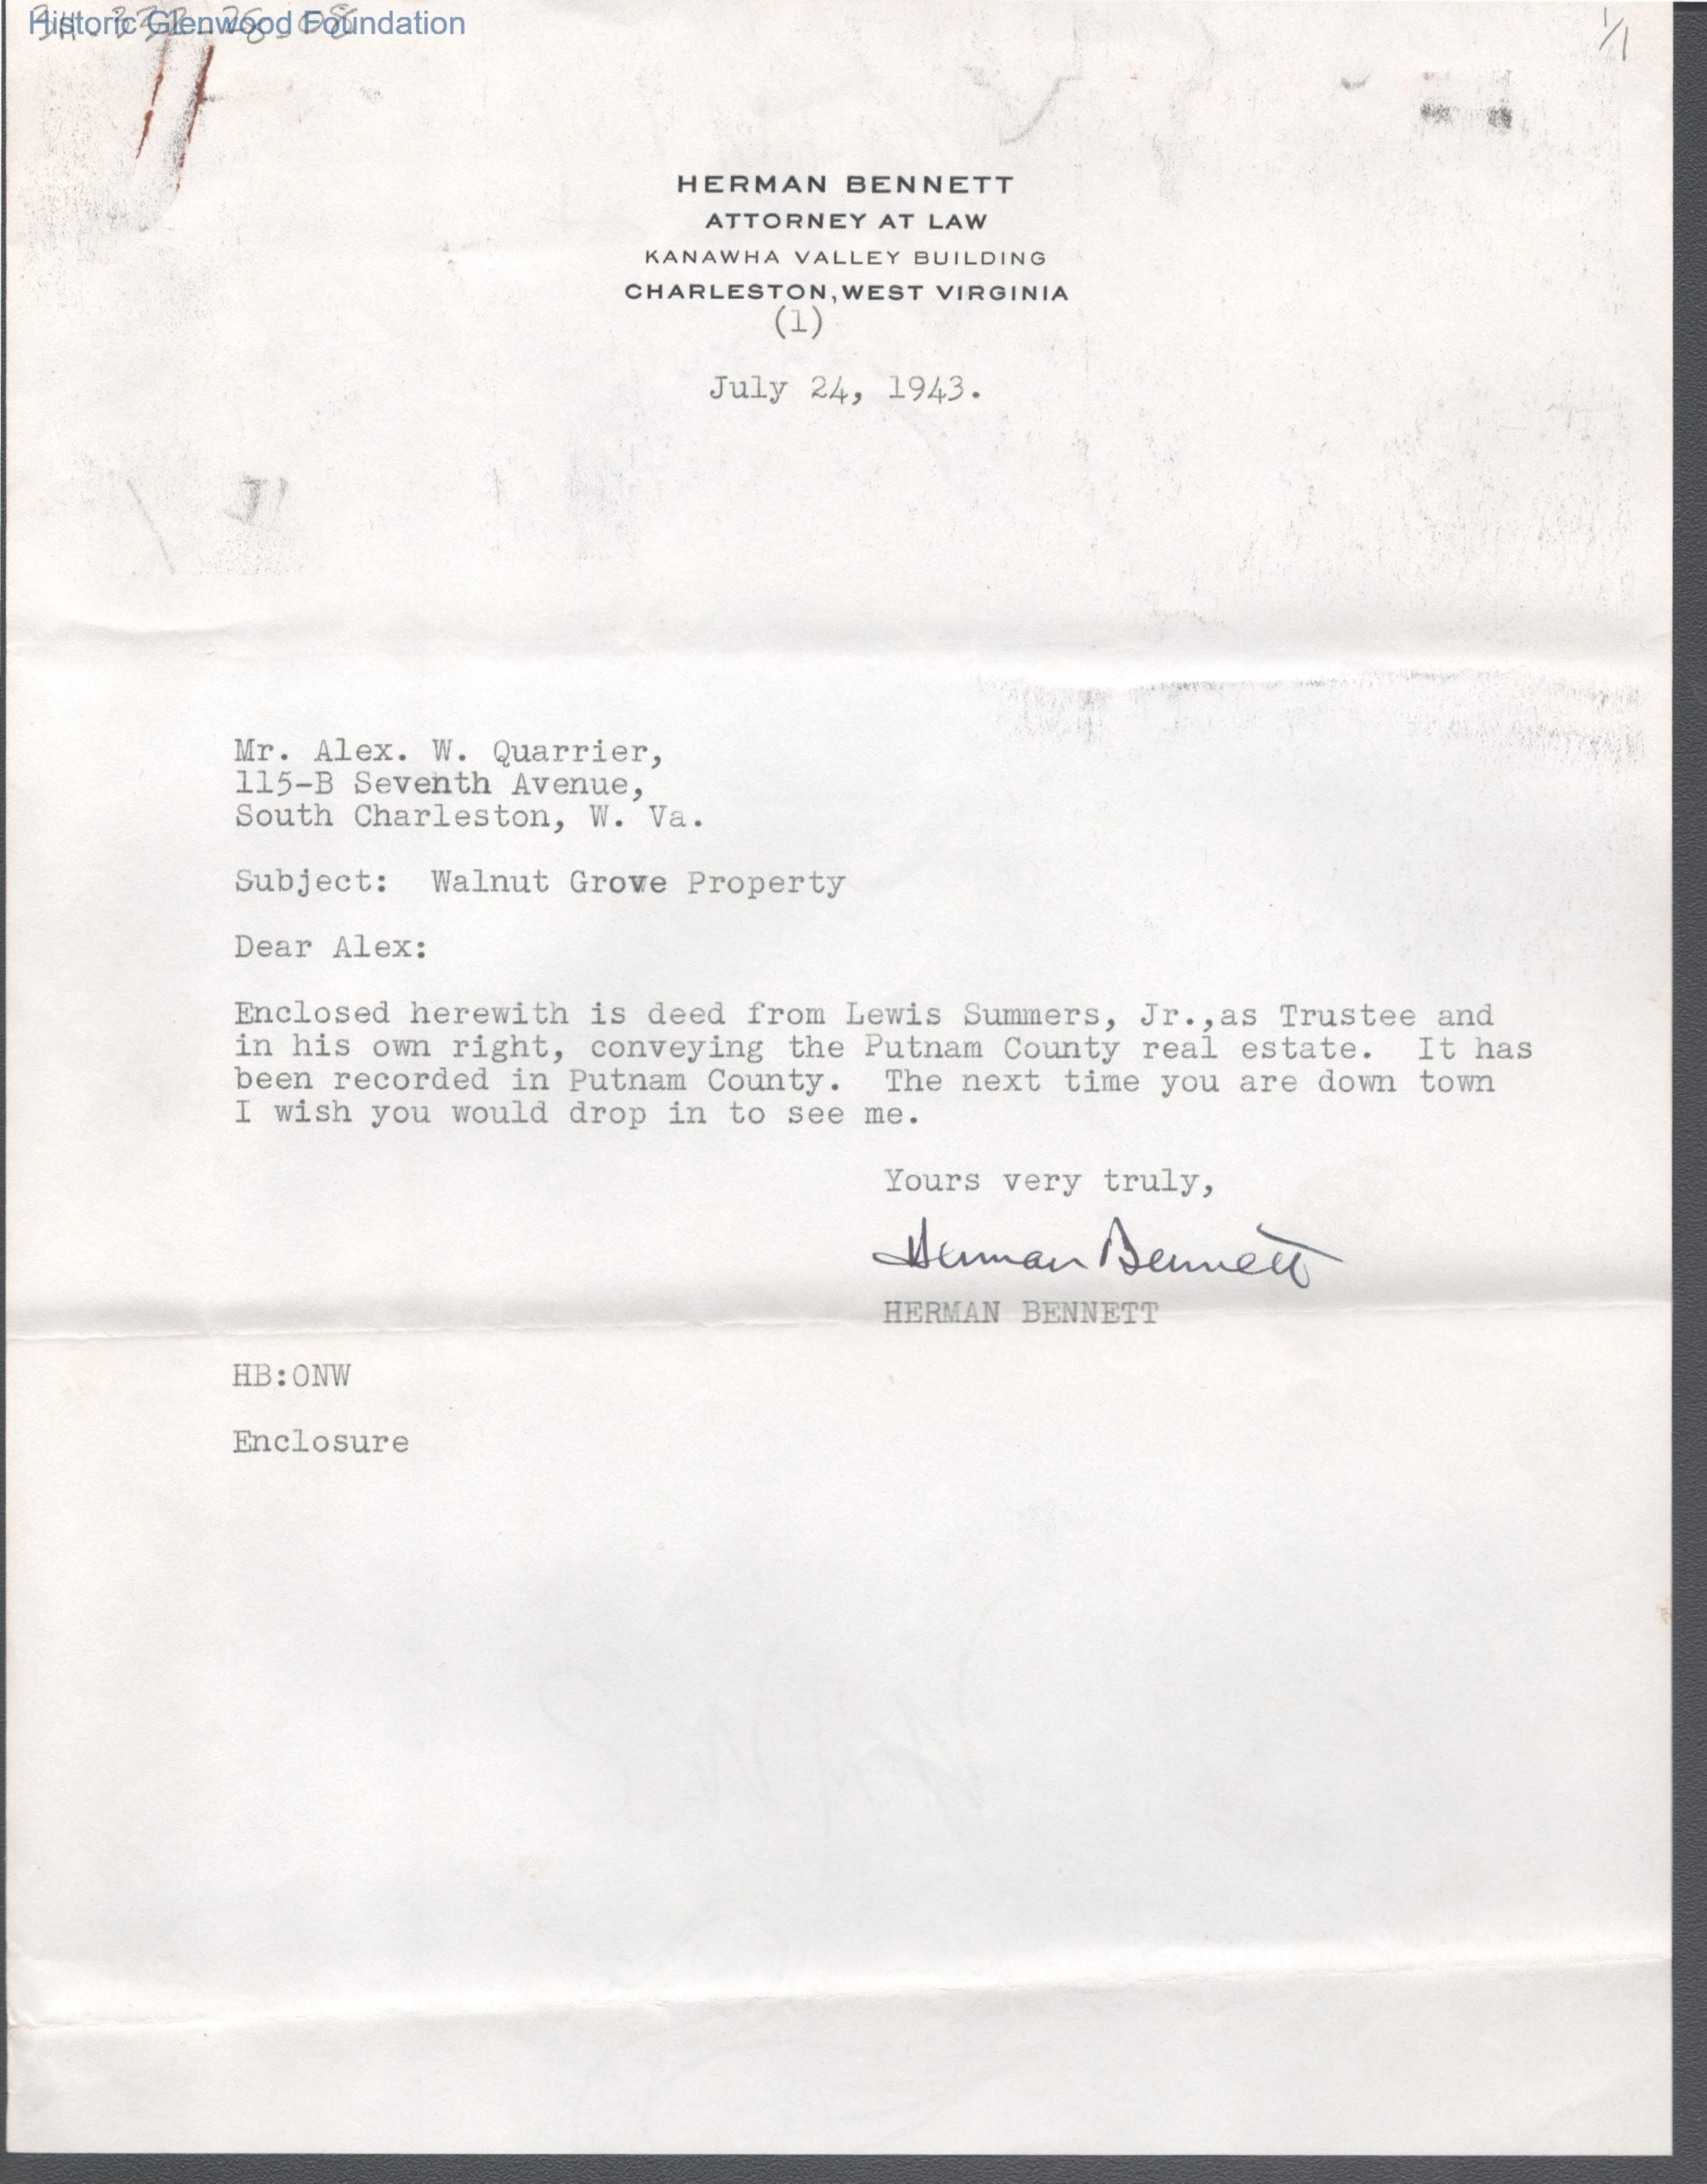 Historic Glenwood Foundation
1/1
HERMAN BENNETT
ATTORNEY AT LAW
KANAWHA VALLEY BUILDING
CHARLESTON, WEST VIRGINIA
(1)
July 24, 1943.
Mr. Alex. W. Quarrier,
115-B Seventh Avenue,
South Charleston, W. Va.
Subject: Walnut Grove Property
Dear Alex:
Enclosed herewith is deed from Lewis Summers, Jr.,as Trustee and
in his own right, conveying the Putnam County real estate. It has
been recorded in Putnam County. The next time you are down town
I wish you would drop in to see me.
Yours very truly,
Herman Bennett
HERMAN BENNETT
HB:ONW
Enclosure